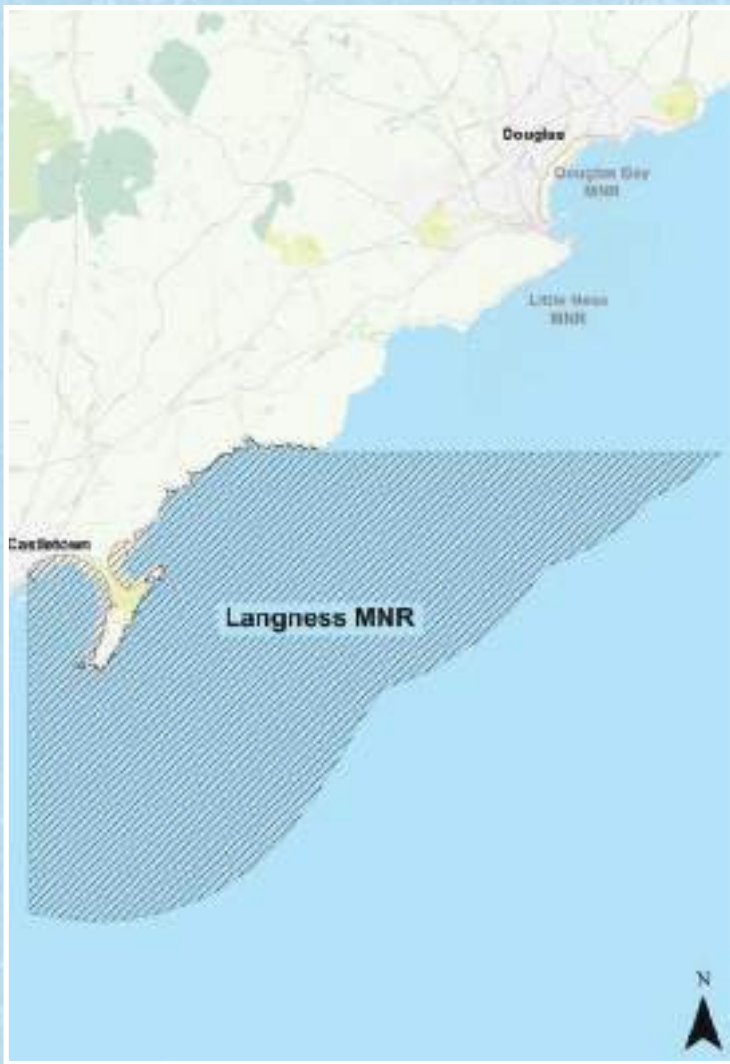 Douglas
Douglas Bay
MNR
Little Ness
MNR
Castletown
Langness MNR
N